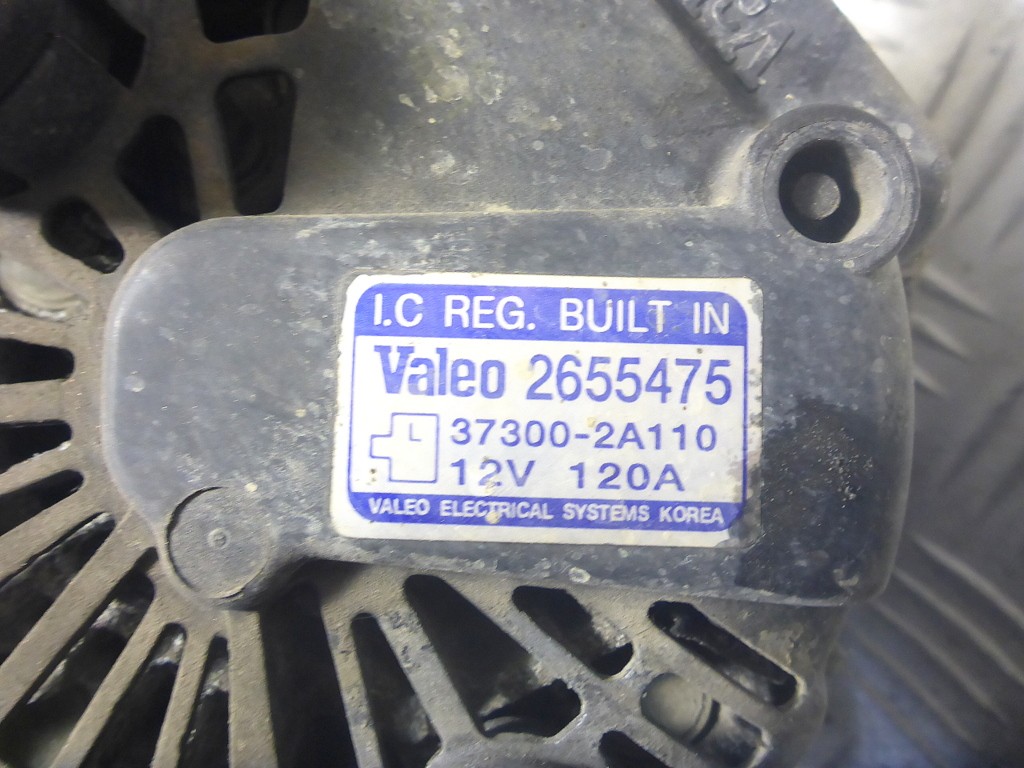 I.C REG. BUILT IN
Valeo 2655475
L 37300-2A110
12V 120A
VALEO ELECTRICAL SYSTEMS KOREA